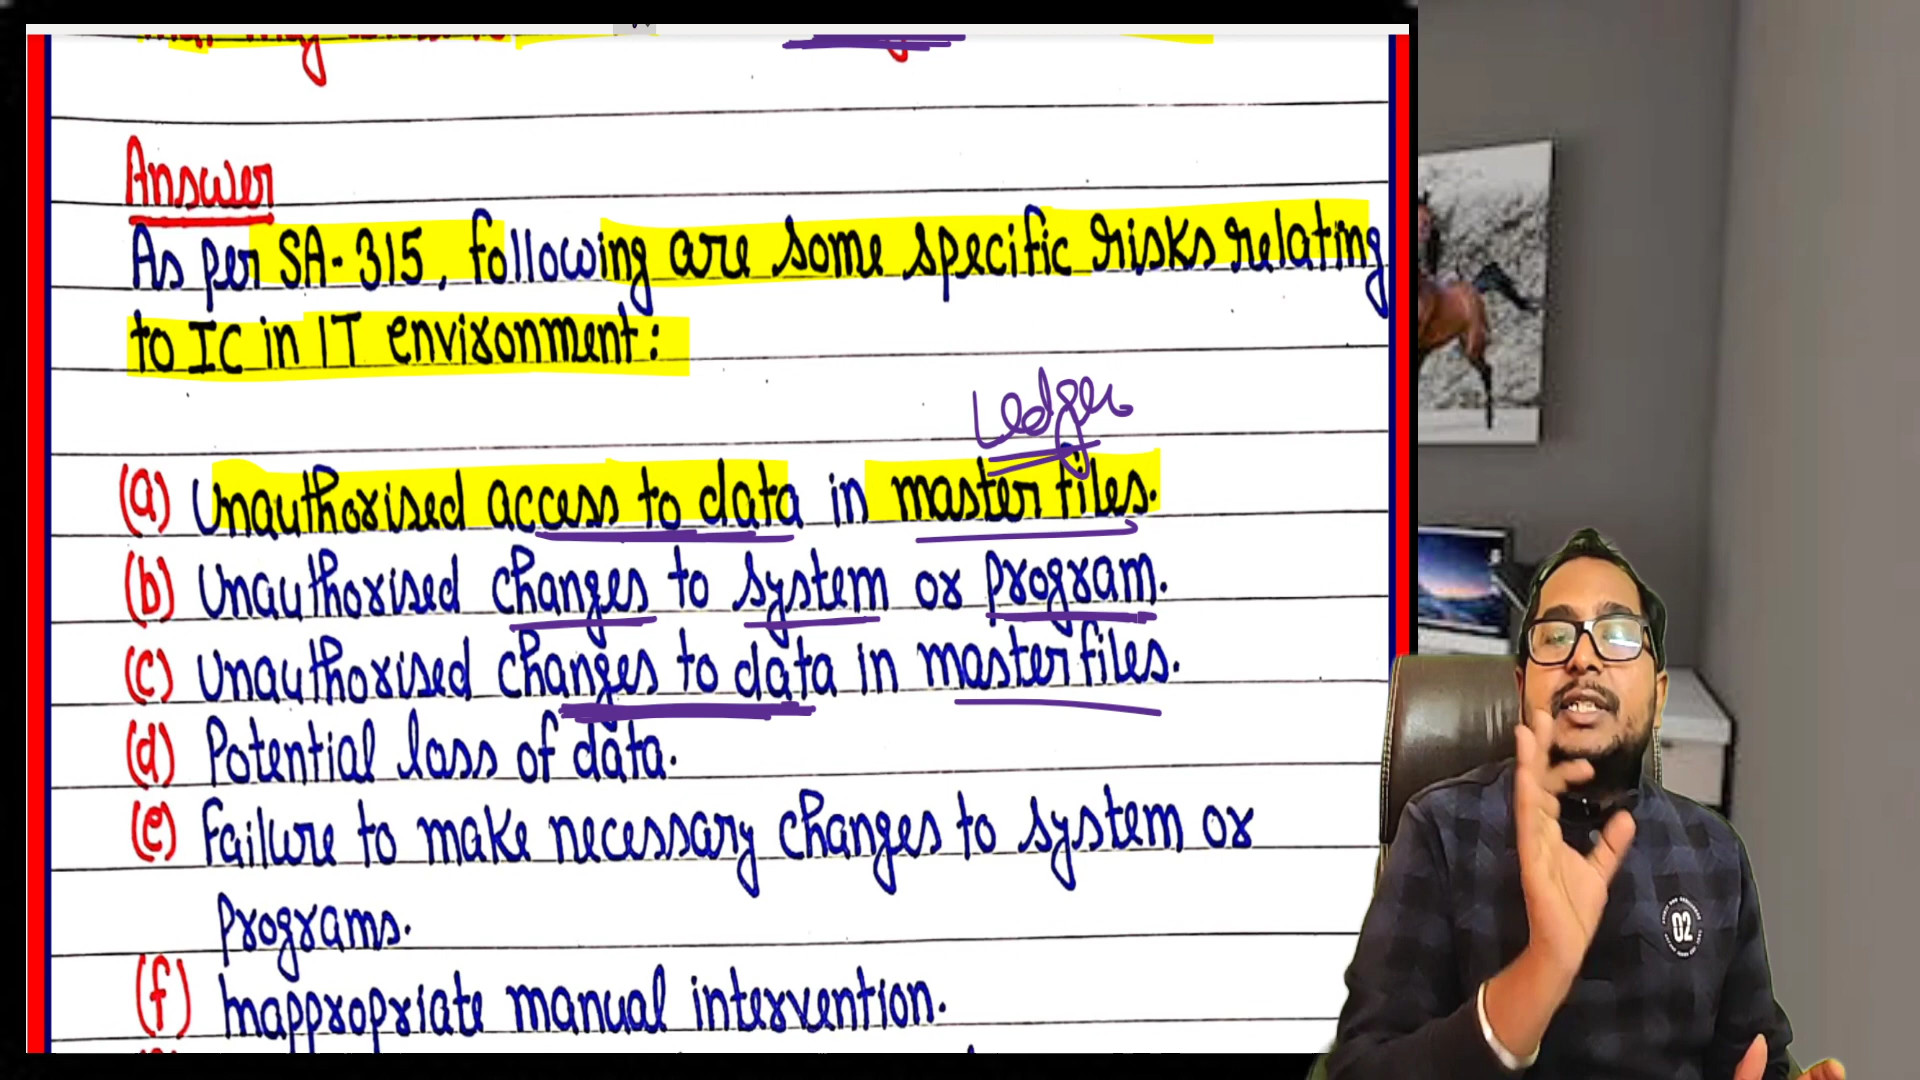 Answer
As per SA-315, following are some specific risks relating
to IC in IT environment:
Ledger
(a) Unauthorised access to data in master files.
(b) Unauthorised changes to system or program.
(c) Unauthorised changes to data in master files.
(d) Potential loss of data.
(e) Failure to make necessary changes to system or
programs.
(f) Inappropriate manual intervention.
02